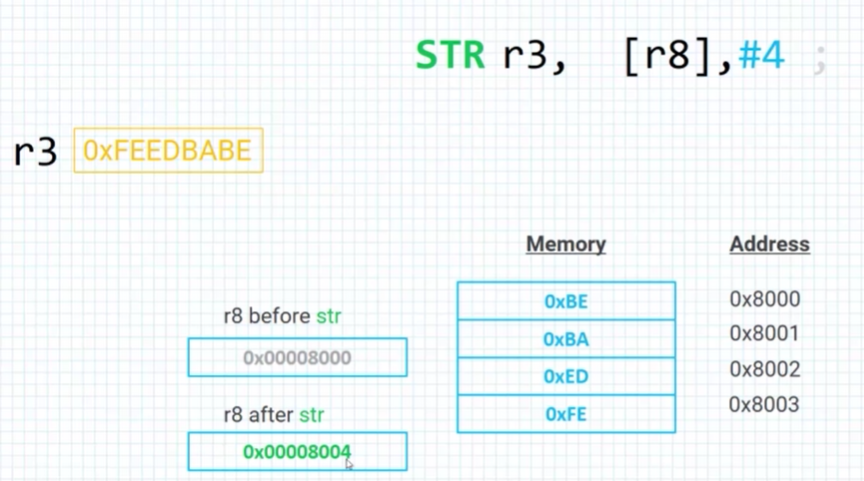 STR r3, [r8],#4 ;
r3 0xFEEDBABE
Memory Address
0xBE 0x8000
r8 before str
0xBA 0x8001
0x00008000
0xED 0x8002
r8 after str
0xFE 0x8003
0x00008004